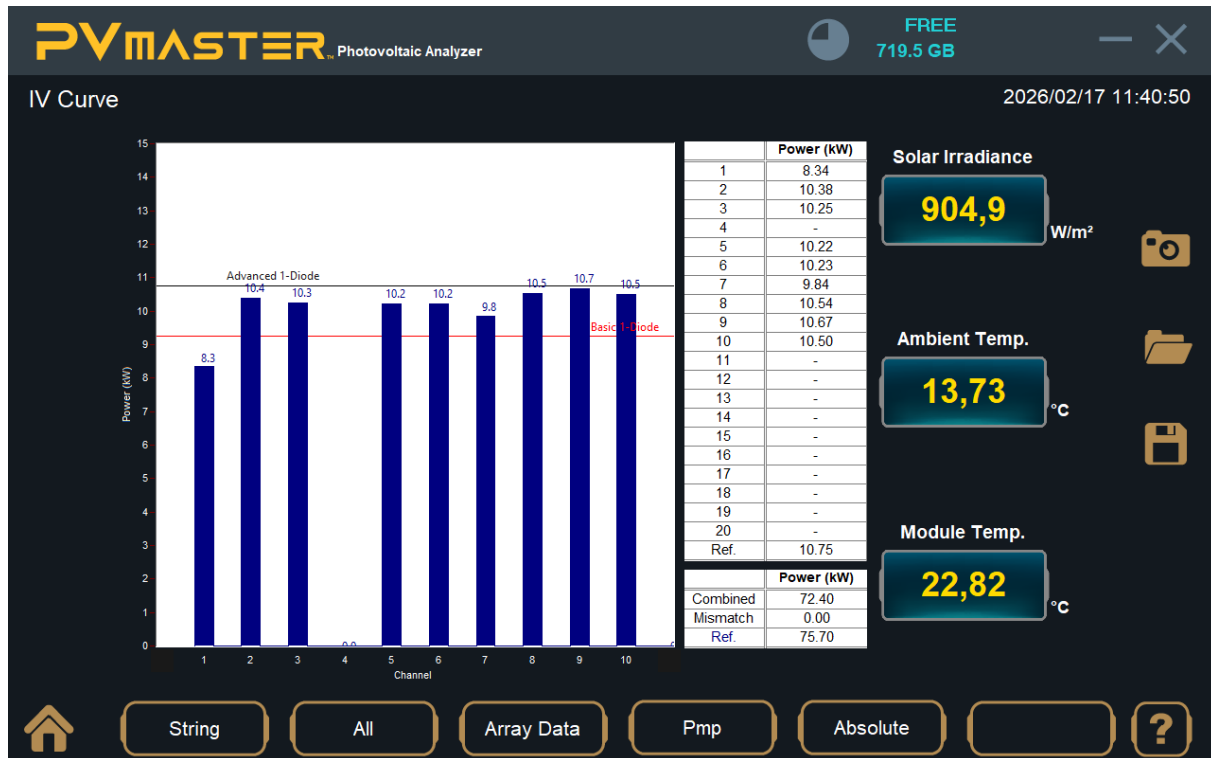 PVMASTER™ Photovoltaic Analyzer
FREE
719.5 GB
IV Curve
2026/02/17 11:40:50
15
14
13
12
11
10
9
8
7
6
5
4
3
2
1
0
Power (kW)
Advanced 1-Diode
Basic 1-Diode
8.3
10.4
10.3
0.0
10.2
10.2
9.8
10.5
10.7
10.5
1 2 3 4 5 6 7 8 9 10
Channel
Power (kW)
1 8.34
2 10.38
3 10.25
4 -
5 10.22
6 10.23
7 9.84
8 10.54
9 10.67
10 10.50
11 -
12 -
13 -
14 -
15 -
16 -
17 -
18 -
19 -
20 -
Ref. 10.75
Power (kW)
Combined 72.40
Mismatch 0.00
Ref. 75.70
Solar Irradiance
904,9 W/m²
Ambient Temp.
13,73 °C
Module Temp.
22,82 °C
String All Array Data Pmp Absolute ?